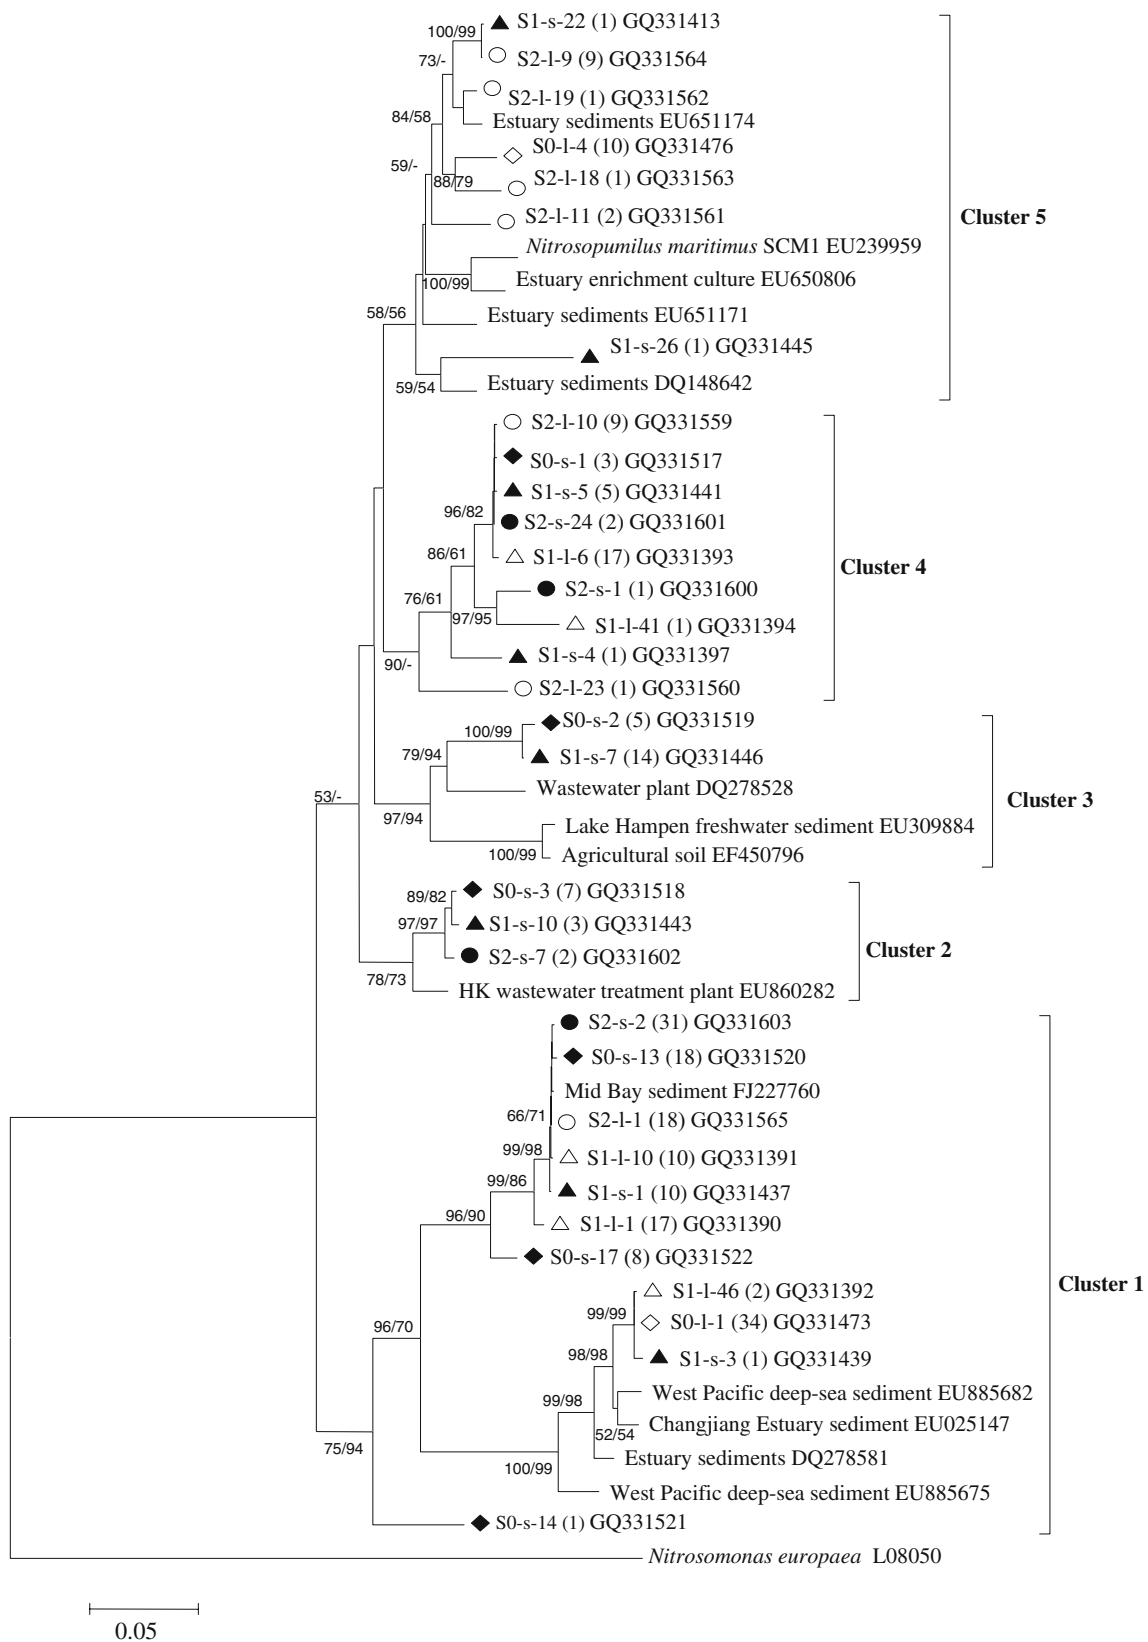 S1-s-22 (1) GQ331413
100/99
S2-l-9 (9) GQ331564
73/-
S2-l-19 (1) GQ331562
84/58
Estuary sediments EU651174
S0-l-4 (10) GQ331476
59/-
88/79
S2-l-18 (1) GQ331563
S2-l-11 (2) GQ331561
Cluster 5
Nitrosopumilus maritimus SCM1 EU239959
100/99
Estuary enrichment culture EU650806
58/56
Estuary sediments EU651171
S1-s-26 (1) GQ331445
59/54
Estuary sediments DQ148642
S2-l-10 (9) GQ331559
S0-s-1 (3) GQ331517
S1-s-5 (5) GQ331441
96/82
S2-s-24 (2) GQ331601
86/61
S1-l-6 (17) GQ331393
Cluster 4
76/61
S2-s-1 (1) GQ331600
97/95
S1-l-41 (1) GQ331394
S1-s-4 (1) GQ331397
90/-
S2-l-23 (1) GQ331560
S0-s-2 (5) GQ331519
100/99
79/94
S1-s-7 (14) GQ331446
Wastewater plant DQ278528
53/-
Cluster 3
97/94
Lake Hampen freshwater sediment EU309884
100/99
Agricultural soil EF450796
89/82
S0-s-3 (7) GQ331518
97/97
S1-s-10 (3) GQ331443
Cluster 2
S2-s-7 (2) GQ331602
78/73
HK wastewater treatment plant EU860282
S2-s-2 (31) GQ331603
S0-s-13 (18) GQ331520
Mid Bay sediment FJ227760
66/71
S2-l-1 (18) GQ331565
99/98
S1-l-10 (10) GQ331391
99/86
S1-s-1 (10) GQ331437
96/90
S1-l-1 (17) GQ331390
S0-s-17 (8) GQ331522
Cluster 1
S1-l-46 (2) GQ331392
99/99
S0-l-1 (34) GQ331473
96/70
98/98
S1-s-3 (1) GQ331439
West Pacific deep-sea sediment EU885682
99/98
52/54
Changjiang Estuary sediment EU025147
75/94
Estuary sediments DQ278581
100/99
West Pacific deep-sea sediment EU885675
S0-s-14 (1) GQ331521
Nitrosomonas europaea L08050
0.05